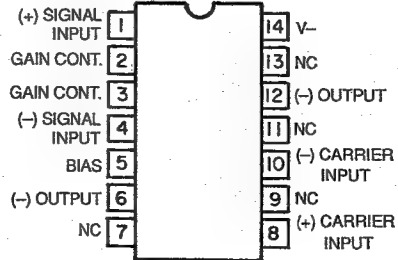 (+) SIGNAL
INPUT
1
GAIN CONT.
2
GAIN CONT.
3
(–) SIGNAL
INPUT
4
BIAS
5
(–) OUTPUT
6
NC
7
14
V–
13
NC
12
(–) OUTPUT
11
NC
10
(–) CARRIER
INPUT
9
NC
8
(+) CARRIER
INPUT